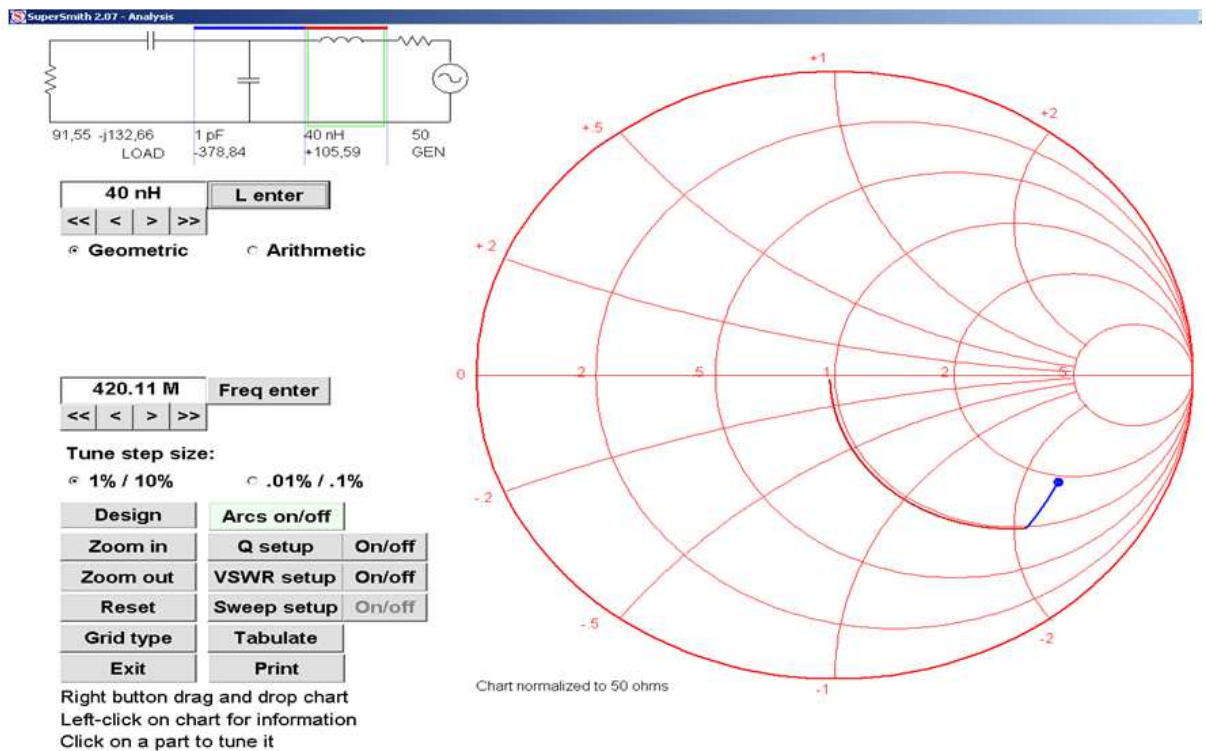 SuperSmith 2.07 - Analysis
91,55 -j132,66 1 pF 40 nH 50
LOAD -378,84 +105,59 GEN
40 nH L enter
<< < > >>
Geometric Arithmetic
420.11 M Freq enter
<< < > >>
Tune step size:
1% / 10% .01% / .1%
Design Arcs on/off
Zoom in Q setup On/off
Zoom out VSWR setup On/off
Reset Sweep setup On/off
Grid type Tabulate
Exit Print
Right button drag and drop chart
Left-click on chart for information
Click on a part to tune it
+1
+.5 +2
+.2
0 .2 .5 1 2 5
-.2
-.5 -2
-1
Chart normalized to 50 ohms